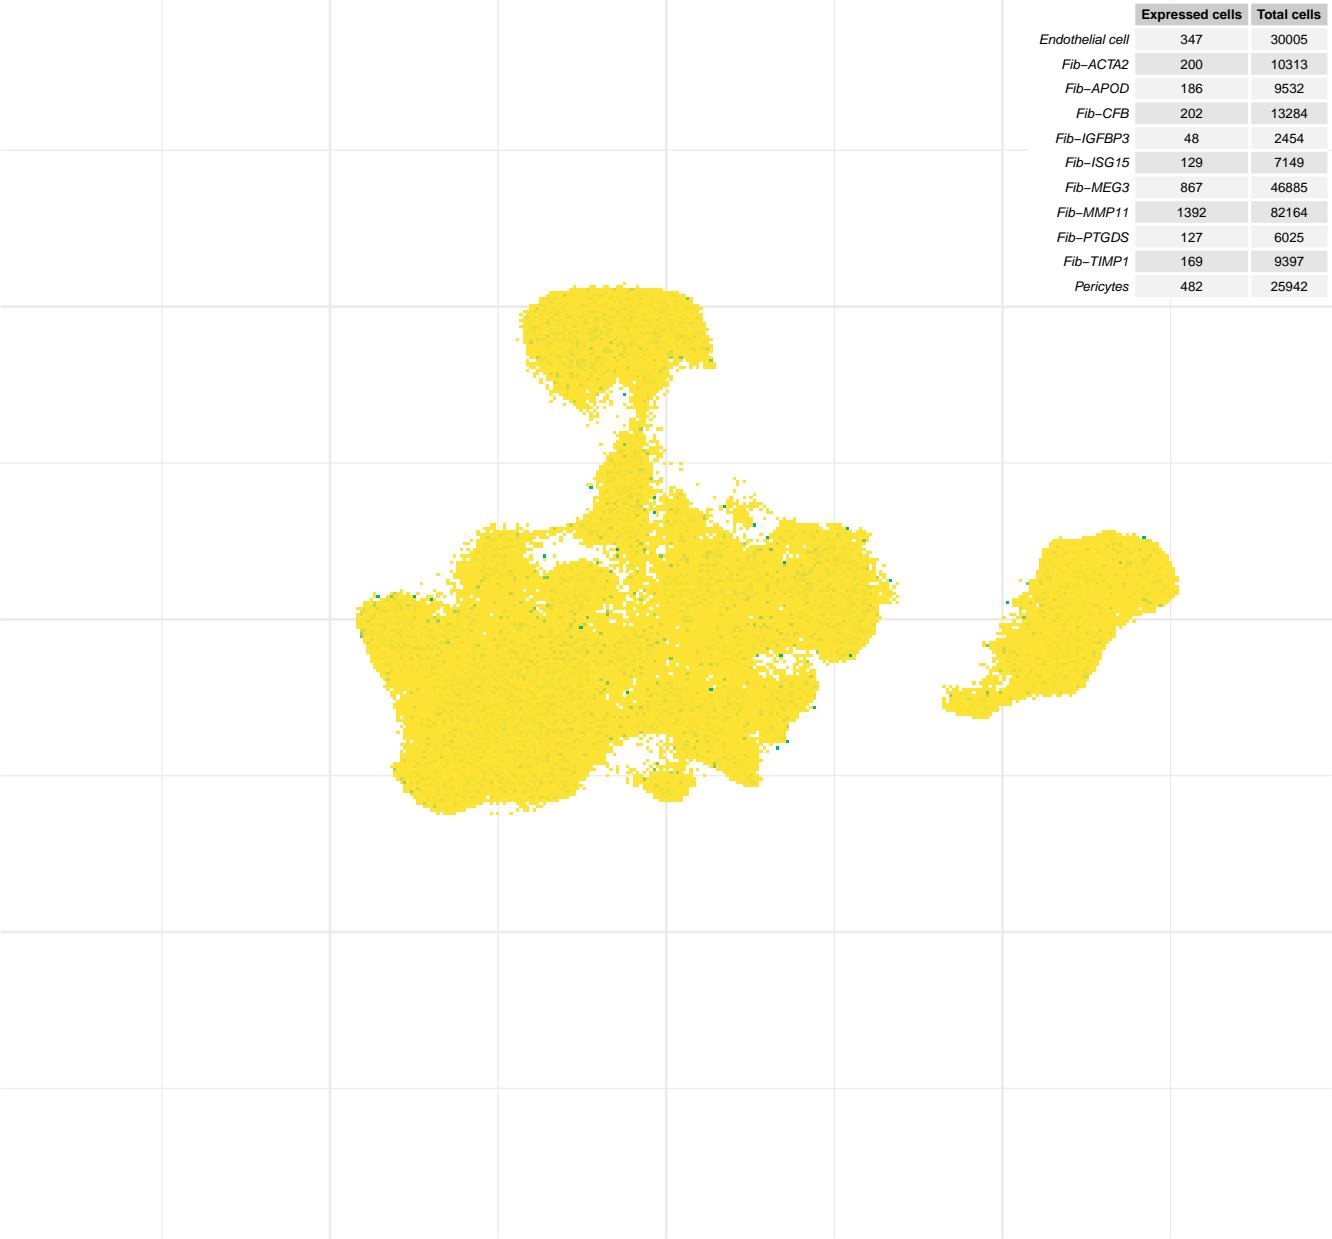 Expressed cells Total cells
Endothelial cell 347 30005
Fib−ACTA2 200 10313
Fib−APOD 186 9532
Fib−CFB 202 13284
Fib−IGFBP3 48 2454
Fib−ISG15 129 7149
Fib−MEG3 867 46885
Fib−MMP11 1392 82164
Fib−PTGDS 127 6025
Fib−TIMP1 169 9397
Pericytes 482 25942